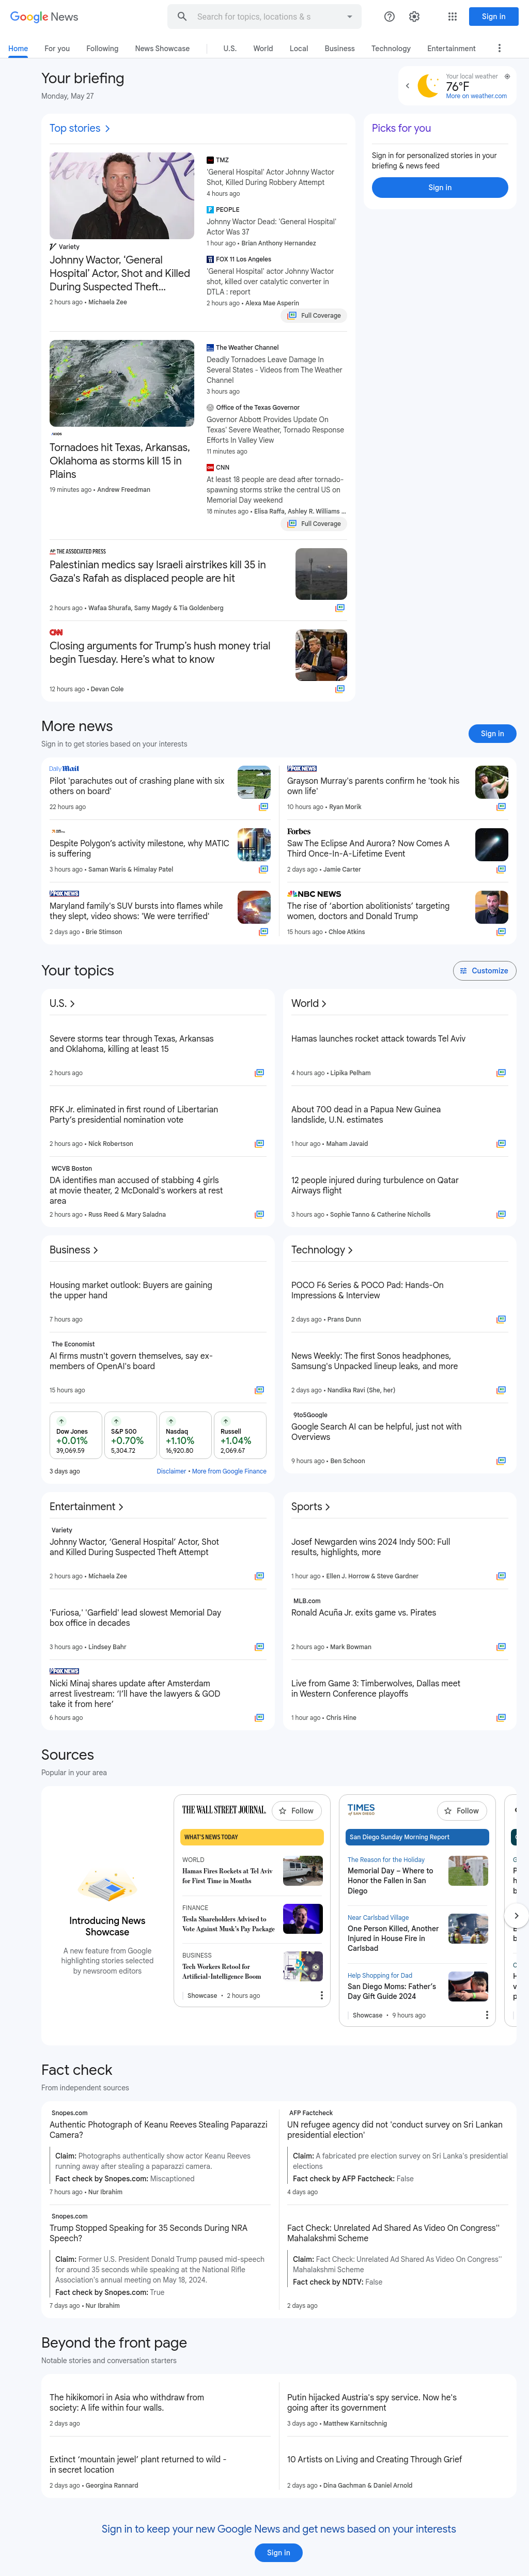 Google News
Search for topics, locations & s
Sign in
Home
For you
Following
News Showcase
U.S.
World
Local
Business
Technology
Entertainment
Your briefing
Monday, May 27
Your local weather
76°F
More on weather.com
Top stories
Variety
Johnny Wactor, 'General
Hospital' Actor, Shot and Killed
During Suspected Theft...
2 hours ago • Michaela Zee
TMZ
'General Hospital' Actor Johnny Wactor
Shot, Killed During Robbery Attempt
4 hours ago
PEOPLE
Johnny Wactor Dead: 'General Hospital'
Actor Was 37
1 hour ago • Brian Anthony Hernandez
FOX 11 Los Angeles
'General Hospital' actor Johnny Wactor
shot, killed over catalytic converter in
DTLA : report
2 hours ago • Alexa Mae Asperin
Full Coverage
Picks for you
Sign in for personalized stories in your
briefing & news feed
Sign in
AXIOS
Tornadoes hit Texas, Arkansas,
Oklahoma as storms kill 15 in
Plains
19 minutes ago • Andrew Freedman
The Weather Channel
Deadly Tornadoes Leave Damage In
Several States - Videos from The Weather
Channel
3 hours ago
Office of the Texas Governor
Governor Abbott Provides Update On
Texas' Severe Weather, Tornado Response
Efforts In Valley View
11 minutes ago
CNN
At least 18 people are dead after tornado-
spawning storms strike the central US on
Memorial Day weekend
18 minutes ago • Elisa Raffa, Ashley R. Williams ...
Full Coverage
AP THE ASSOCIATED PRESS
Palestinian medics say Israeli airstrikes kill 35 in
Gaza's Rafah as displaced people are hit
2 hours ago • Wafaa Shurafa, Samy Magdy & Tia Goldenberg
CNN
Closing arguments for Trump's hush money trial
begin Tuesday. Here's what to know
12 hours ago • Devan Cole
More news
Sign in to get stories based on your interests
Sign in
Daily Mail
Pilot 'parachutes out of crashing plane with six
others on board'
22 hours ago
FOX NEWS
Grayson Murray's parents confirm he 'took his
own life'
10 hours ago • Ryan Morik
Despite Polygon's activity milestone, why MATIC
is suffering
3 hours ago • Saman Waris & Himalay Patel
Forbes
Saw The Eclipse And Aurora? Now Comes A
Third Once-In-A-Lifetime Event
2 days ago • Jamie Carter
FOX NEWS
Maryland family's SUV bursts into flames while
they slept, video shows: 'We were terrified'
2 days ago • Brie Stimson
NBC NEWS
The rise of 'abortion abolitionists' targeting
women, doctors and Donald Trump
15 hours ago • Chloe Atkins
Your topics
Customize
U.S.
Severe storms tear through Texas, Arkansas
and Oklahoma, killing at least 15
2 hours ago
RFK Jr. eliminated in first round of Libertarian
Party's presidential nomination vote
2 hours ago • Nick Robertson
WCVB Boston
DA identifies man accused of stabbing 4 girls
at movie theater, 2 McDonald's workers at rest
area
2 hours ago • Russ Reed & Mary Saladna
World
Hamas launches rocket attack towards Tel Aviv
4 hours ago • Lipika Pelham
About 700 dead in a Papua New Guinea
landslide, U.N. estimates
1 hour ago • Maham Javaid
12 people injured during turbulence on Qatar
Airways flight
3 hours ago • Sophie Tanno & Catherine Nicholls
Business
Housing market outlook: Buyers are gaining
the upper hand
7 hours ago
The Economist
AI firms mustn't govern themselves, say ex-
members of OpenAI's board
15 hours ago
Dow Jones
+0.01%
39,069.59
S&P 500
+0.70%
5,304.72
Nasdaq
+1.10%
16,920.80
Russell
+1.04%
2,069.67
3 days ago
Disclaimer • More from Google Finance
Technology
POCO F6 Series & POCO Pad: Hands-On
Impressions & Interview
2 days ago • Prans Dunn
News Weekly: The first Sonos headphones,
Samsung's Unpacked lineup leaks, and more
2 days ago • Nandika Ravi (She, her)
9to5Google
Google Search AI can be helpful, just not with
Overviews
9 hours ago • Ben Schoon
Entertainment
Variety
Johnny Wactor, 'General Hospital' Actor, Shot
and Killed During Suspected Theft Attempt
2 hours ago • Michaela Zee
'Furiosa,' 'Garfield' lead slowest Memorial Day
box office in decades
3 hours ago • Lindsey Bahr
FOX NEWS
Nicki Minaj shares update after Amsterdam
arrest livestream: 'I'll have the lawyers & GOD
take it from here'
6 hours ago
Sports
Josef Newgarden wins 2024 Indy 500: Full
results, highlights, more
1 hour ago • Ellen J. Horrow & Steve Gardner
MLB.com
Ronald Acuña Jr. exits game vs. Pirates
2 hours ago • Mark Bowman
Live from Game 3: Timberwolves, Dallas meet
in Western Conference playoffs
1 hour ago • Chris Hine
Sources
Popular in your area
Introducing News
Showcase
A new feature from Google
highlighting stories selected
by newsroom editors
THE WALL STREET JOURNAL.
Follow
WHAT'S NEWS TODAY
WORLD
Hamas Fires Rockets at Tel Aviv
for First Time in Months
FINANCE
Tesla Shareholders Advised to
Vote Against Musk's Pay Package
BUSINESS
Tech Workers Retool for
Artificial-Intelligence Boom
Showcase • 2 hours ago
TIMES
of SAN DIEGO
Follow
San Diego Sunday Morning Report
The Reason for the Holiday
Memorial Day – Where to
Honor the Fallen in San
Diego
Near Carlsbad Village
One Person Killed, Another
Injured in House Fire in
Carlsbad
Help Shopping for Dad
San Diego Moms: Father's
Day Gift Guide 2024
Showcase • 9 hours ago
Fact check
From independent sources
Snopes.com
Authentic Photograph of Keanu Reeves Stealing Paparazzi
Camera?
Claim: Photographs authentically show actor Keanu Reeves
running away after stealing a paparazzi camera.
Fact check by Snopes.com: Miscaptioned
7 hours ago • Nur Ibrahim
AFP Factcheck
UN refugee agency did not 'conduct survey on Sri Lankan
presidential election'
Claim: A fabricated pre election survey on Sri Lanka's presidential
elections
Fact check by AFP Factcheck: False
4 days ago
Snopes.com
Trump Stopped Speaking for 35 Seconds During NRA
Speech?
Claim: Former U.S. President Donald Trump paused mid-speech
for around 35 seconds while speaking at the National Rifle
Association's annual meeting on May 18, 2024.
Fact check by Snopes.com: True
7 days ago • Nur Ibrahim
Fact Check: Unrelated Ad Shared As Video On Congress''
Mahalakshmi Scheme
Claim: Fact Check: Unrelated Ad Shared As Video On Congress''
Mahalakshmi Scheme
Fact check by NDTV: False
2 days ago
Beyond the front page
Notable stories and conversation starters
The hikikomori in Asia who withdraw from
society: A life within four walls.
2 days ago
Putin hijacked Austria's spy service. Now he's
going after its government
3 days ago • Matthew Karnitschnig
Extinct 'mountain jewel' plant returned to wild -
in secret location
2 days ago • Georgina Rannard
10 Artists on Living and Creating Through Grief
2 days ago • Dina Gachman & Daniel Arnold
Sign in to keep your new Google News and get news based on your interests
Sign in